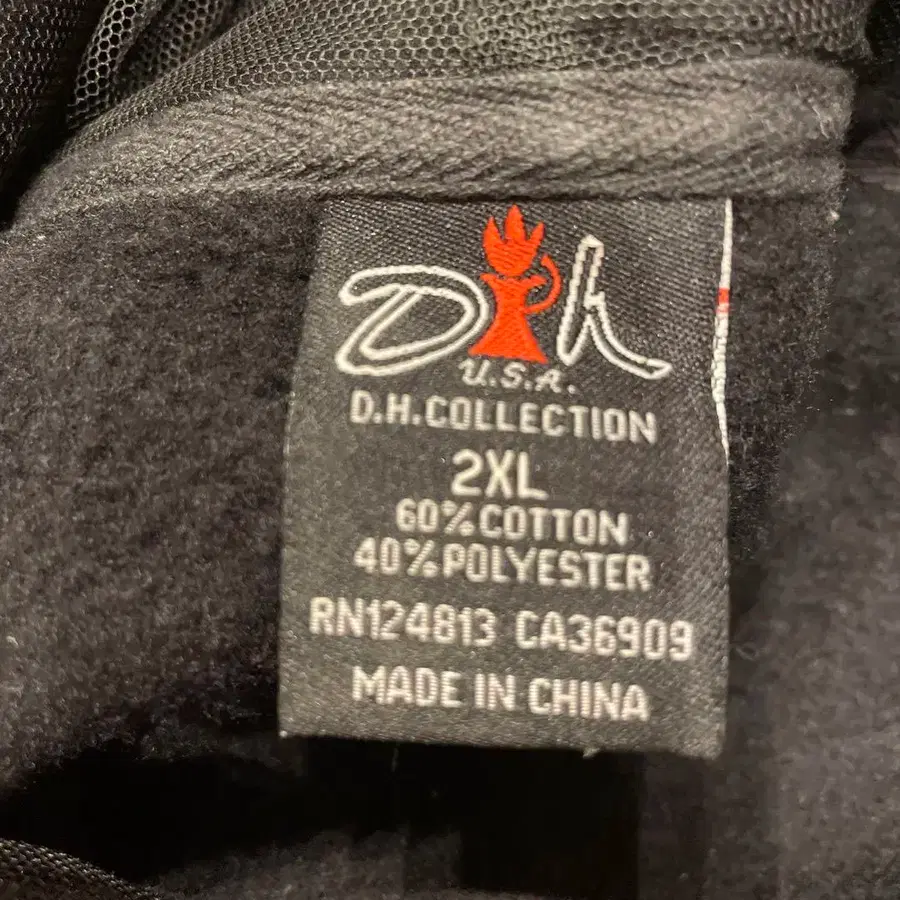 Dh
U.S.A.
D.H.COLLECTION
2XL
60%COTTON
40%POLYESTER
RN124813 CA36909
MADE IN CHINA